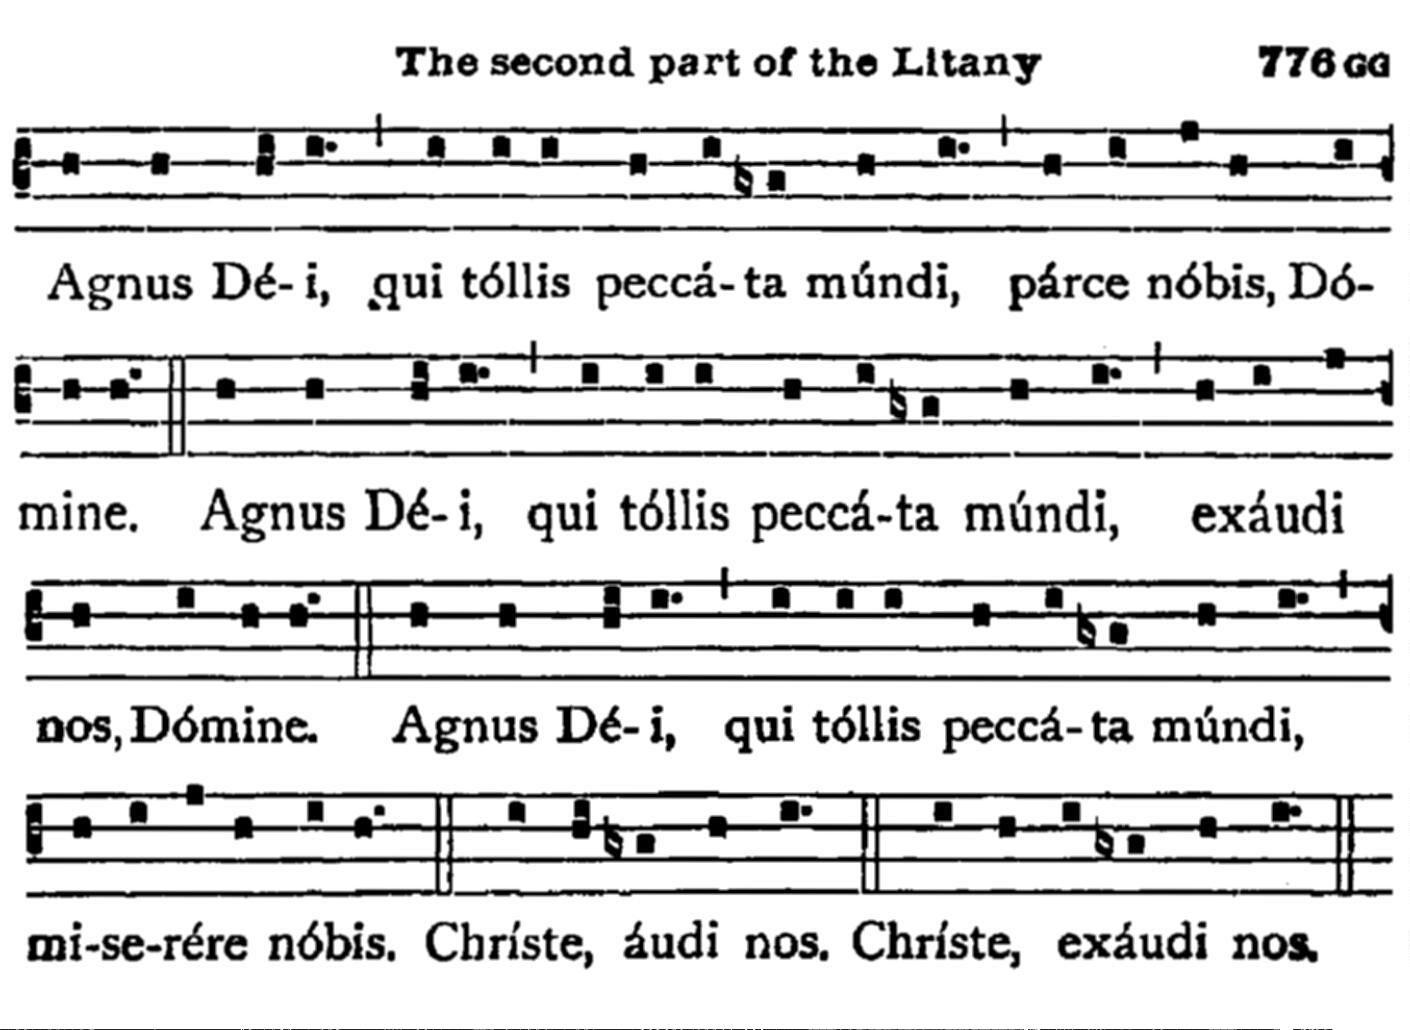 The second part of the Litany 776 GG
Agnus Dé- i, qui tóllis peccá- ta múndi, párce nóbis, Dó-
mine. Agnus Dé- i, qui tóllis peccá-ta múndi, exáudi
nos, Dómine. Agnus Dé- i, qui tóllis peccá- ta múndi,
mi-se-rére nóbis. Chríste, áudi nos. Chríste, exáudi nos.